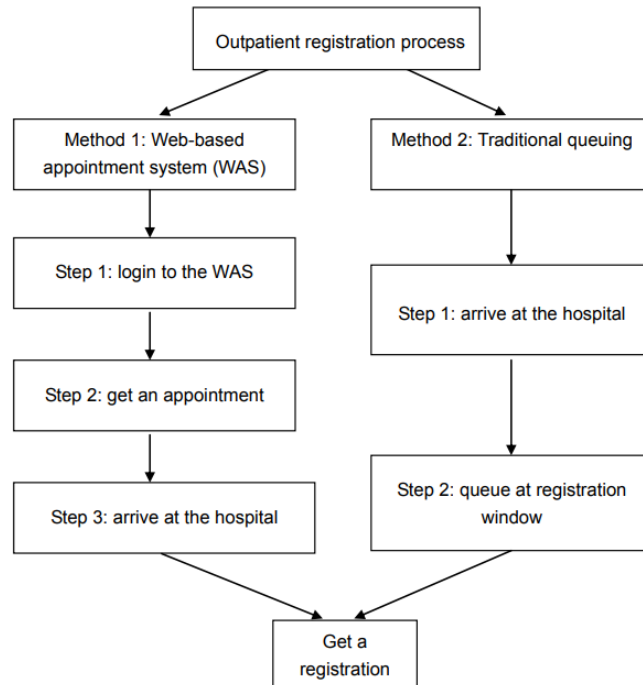 Outpatient registration process
Method 1: Web-based
appointment system (WAS)
Step 1: login to the WAS
Step 2: get an appointment
Step 3: arrive at the hospital
Method 2: Traditional queuing
Step 1: arrive at the hospital
Step 2: queue at registration
window
Get a
registration